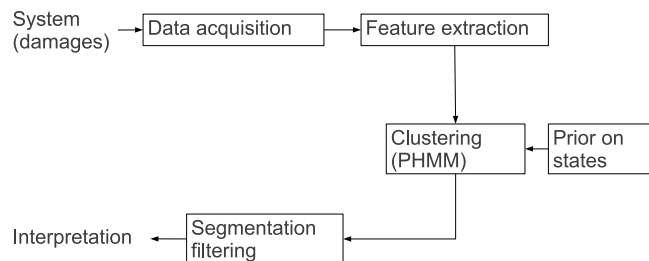 System
(damages)
Data acquisition
Feature extraction
Clustering
(PHMM)
Prior on
states
Segmentation
filtering
Interpretation